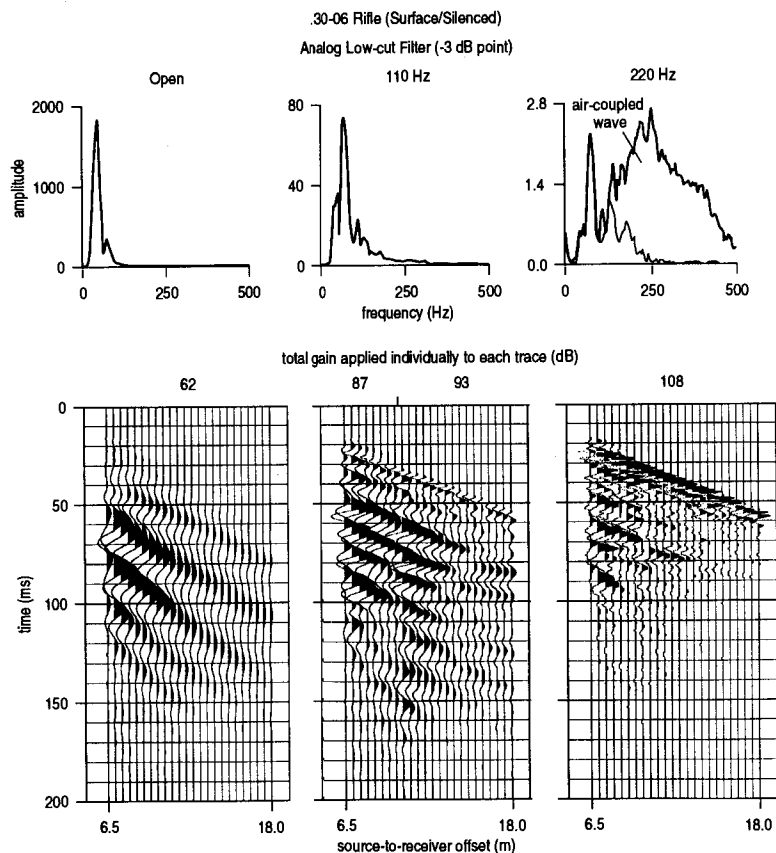 .30-06 Rifle (Surface/Silenced)
Analog Low-cut Filter (-3 dB point)
Open
110 Hz
220 Hz
amplitude
2000
1000
0
0 250 500
80
40
0
0 250 500
air-coupled
wave
2.8
1.4
0.0
0 250 500
frequency (Hz)
total gain applied individually to each trace (dB)
62
87 93
108
time (ms)
0
50
100
150
200
6.5 18.0
6.5 18.0
6.5 18.0
source-to-receiver offset (m)